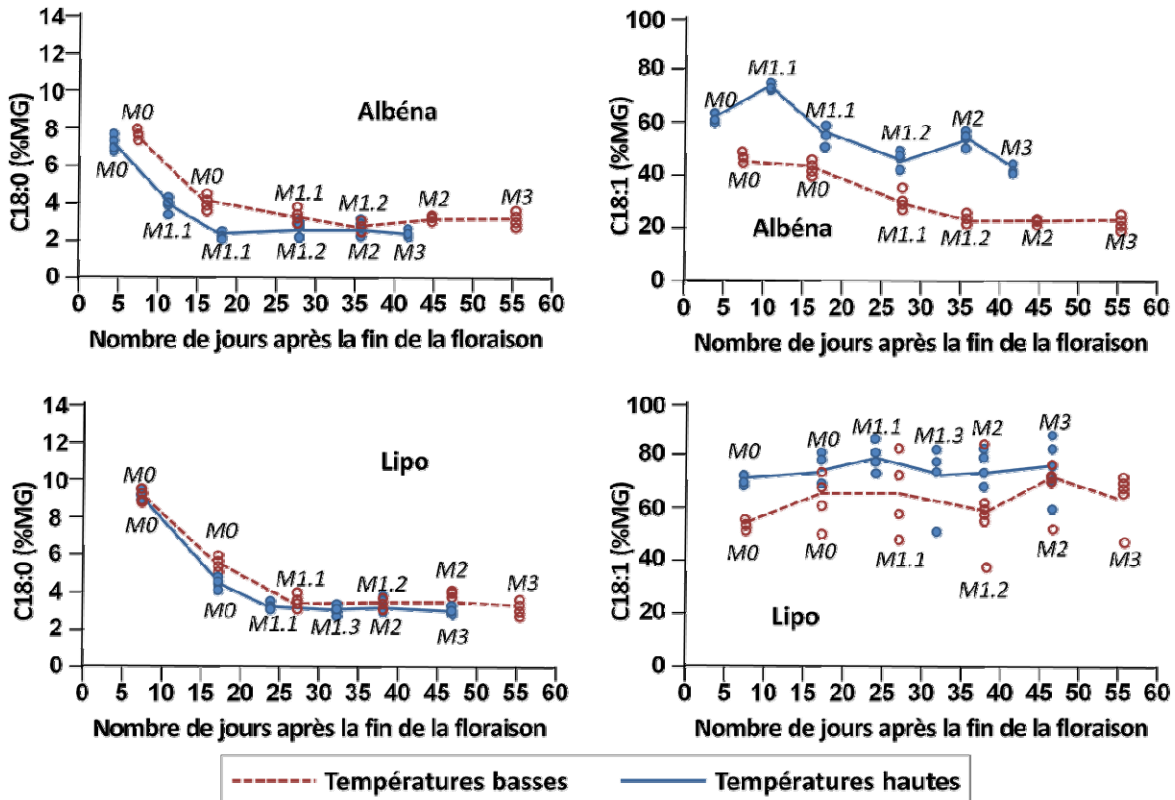 14
12
10
8
6
4
2
0
C18:0 (%MG)
Albéna
M0
M0
M0
M1.1
M1.2
M2
M3
M1.1
M1.1
M1.2
M2
M3
0 5 10 15 20 25 30 35 40 45 50 55 60
Nombre de jours après la fin de la floraison
100
80
60
40
20
0
C18:1 (%MG)
M0
M1.1
M1.1
M1.2
M2
M3
M0
M0
M1.1
M1.2
M2
M3
Albéna
0 5 10 15 20 25 30 35 40 45 50 55 60
Nombre de jours après la fin de la floraison
14
12
10
8
6
4
2
0
C18:0 (%MG)
Lipo
M0
M0
M0
M1.1
M1.2
M2
M3
M0
M1.1
M1.3
M2
M3
0 5 10 15 20 25 30 35 40 45 50 55 60
Nombre de jours après la fin de la floraison
100
80
60
40
20
0
C18:1 (%MG)
M0
M0
M1.1
M1.3
M2
M3
M0
M0
M1.1
M1.2
M2
M3
Lipo
0 5 10 15 20 25 30 35 40 45 50 55 60
Nombre de jours après la fin de la floraison
Températures basses
Températures hautes